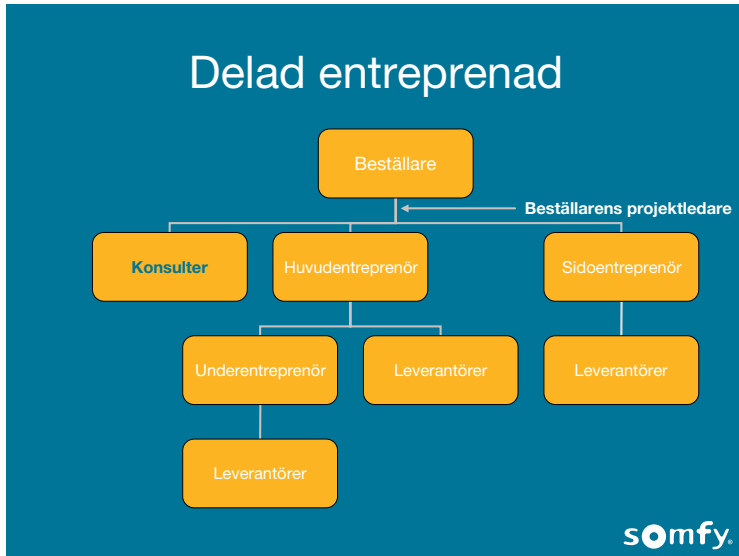 Delad entreprenad
Beställare
Beställarens projektledare
Konsulter
Huvudentreprenör
Sidoentreprenör
Underentreprenör
Leverantörer
Leverantörer
Leverantörer
somfy®